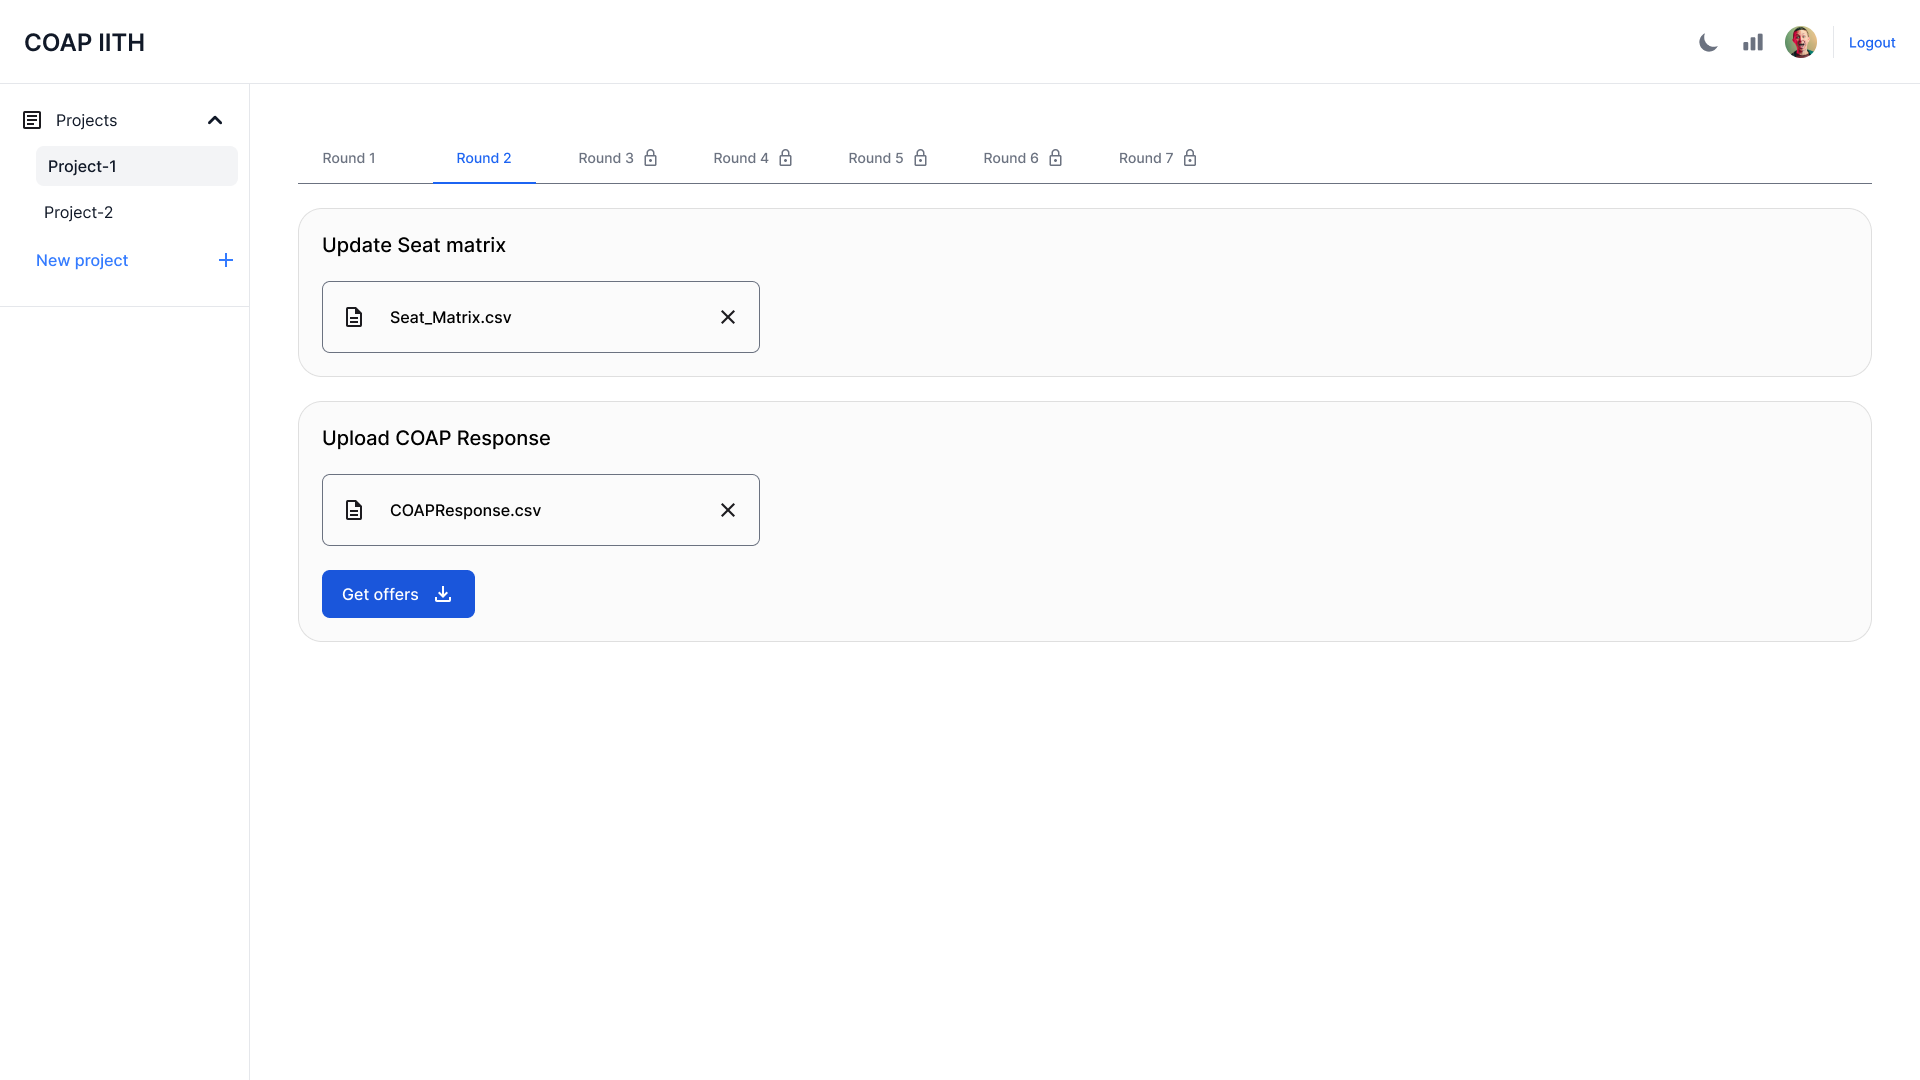 COAP IITH
Logout
Projects
Project-1
Project-2
New project
Round 1
Round 2
Round 3
Round 4
Round 5
Round 6
Round 7
Update Seat matrix
Seat_Matrix.csv
Upload COAP Response
COAPResponse.csv
Get offers